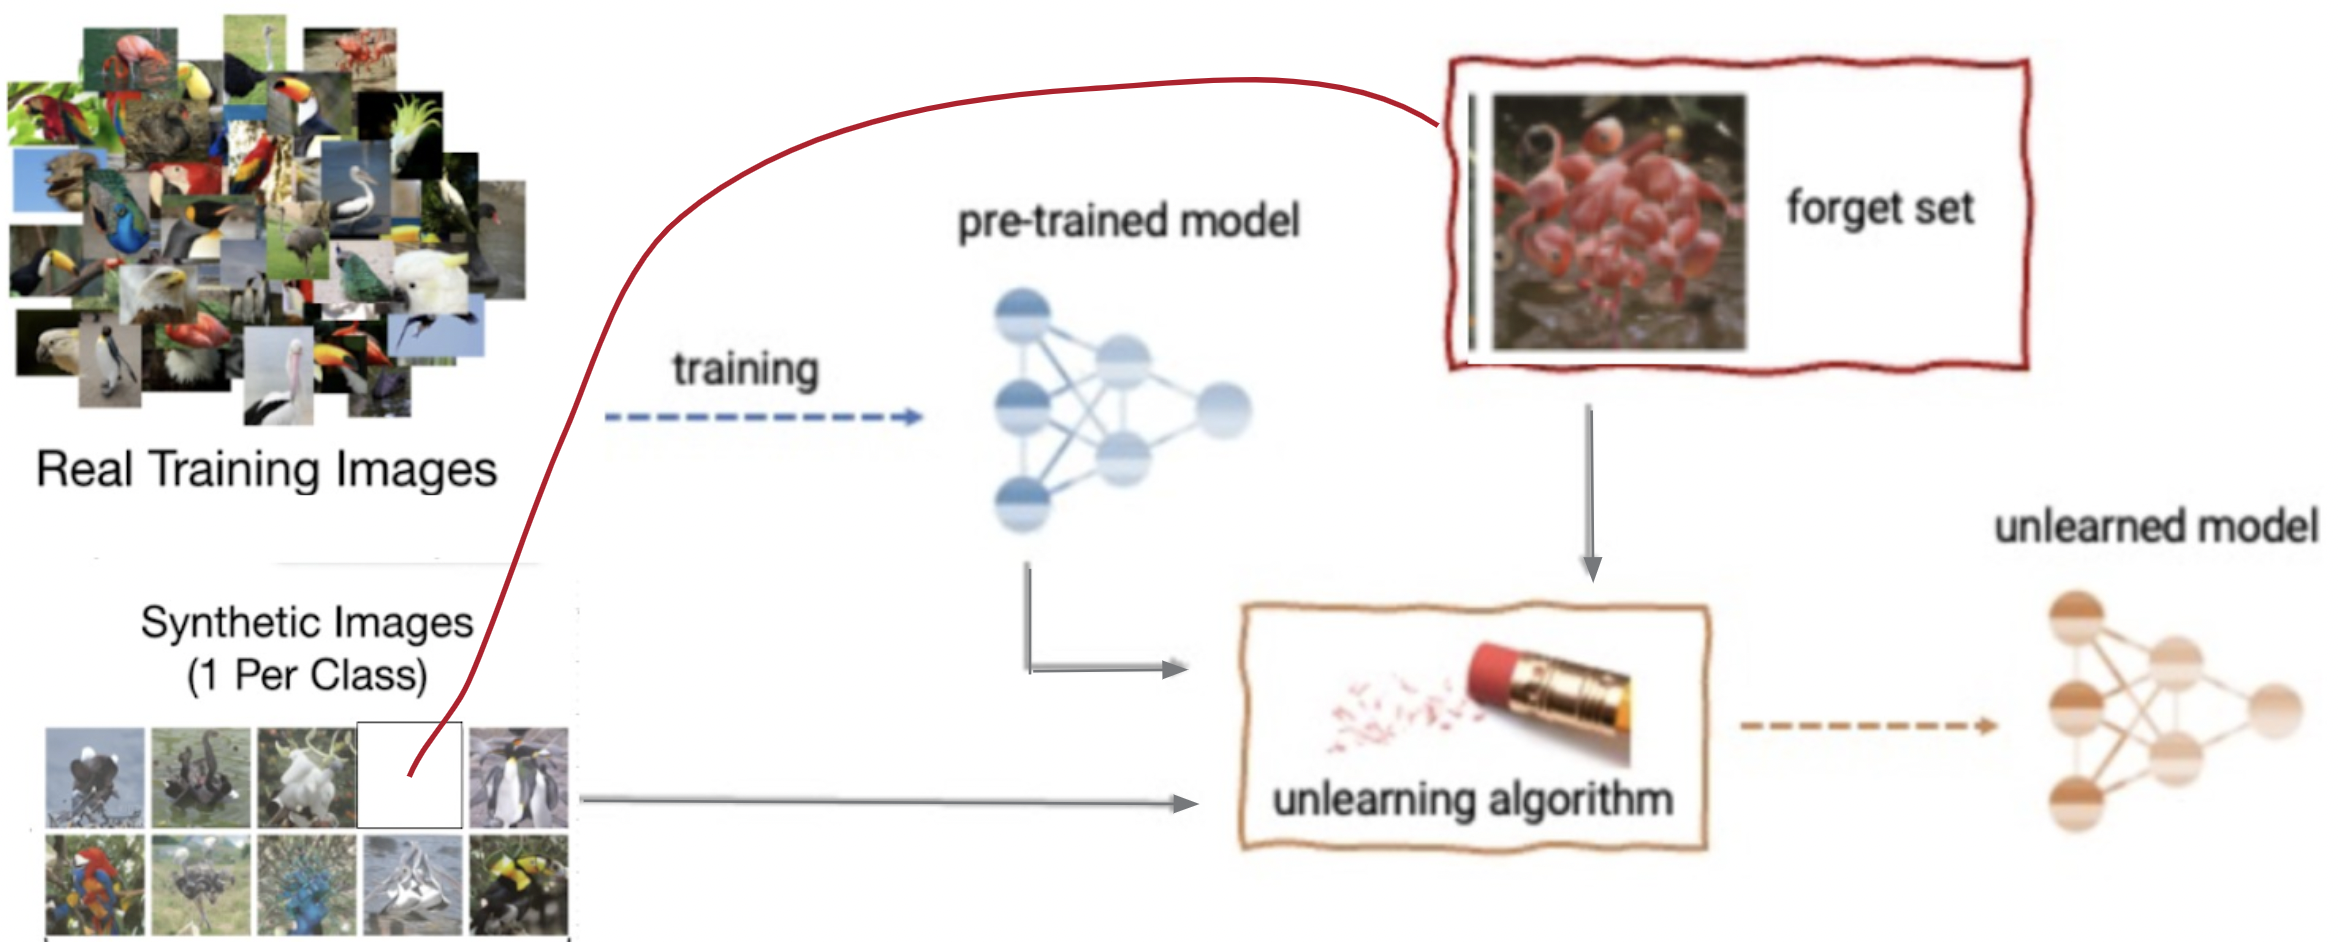 Real Training Images
Synthetic Images
(1 Per Class)
training
pre-trained model
forget set
unlearning algorithm
unlearned model